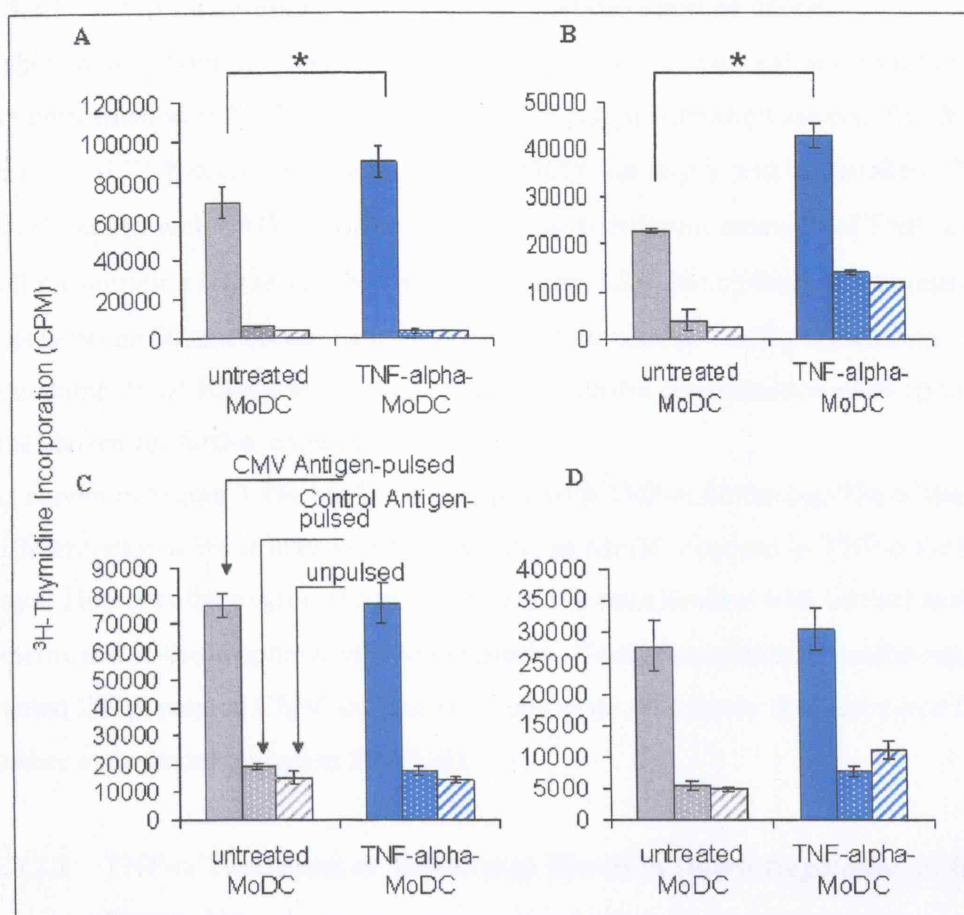 A
B
*
*
120000
100000
80000
60000
40000
20000
0
50000
40000
30000
20000
10000
0
untreated
MoDC
TNF-alpha-
MoDC
untreated
MoDC
TNF-alpha-
MoDC
³H-Thymidine Incorporation (CPM)
C
CMV Antigen-pulsed
Control Antigen-
pulsed
unpulsed
D
90000
80000
70000
60000
50000
40000
30000
20000
10000
0
40000
35000
30000
25000
20000
15000
10000
5000
0
untreated
MoDC
TNF-alpha-
MoDC
untreated
MoDC
TNF-alpha-
MoDC